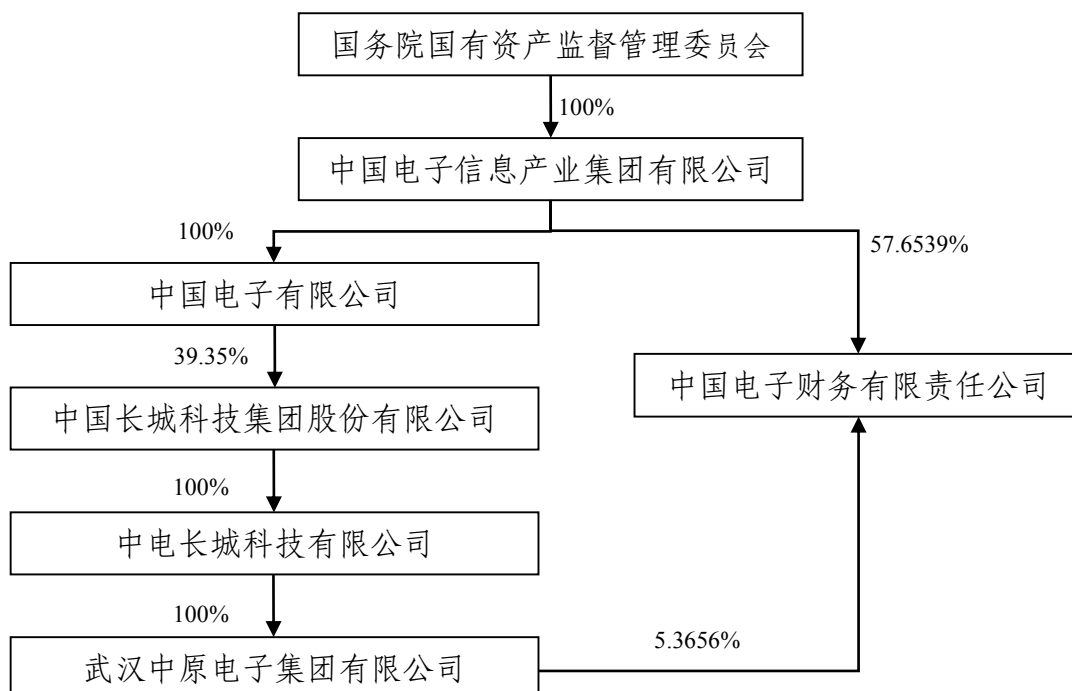 国务院国有资产监督管理委员会
100%
中国电子信息产业集团有限公司
100%
57.6539%
中国电子有限公司
39.35%
中国电子财务有限责任公司
中国长城科技集团股份有限公司
100%
中电长城科技有限公司
100%
5.3656%
武汉中原电子集团有限公司